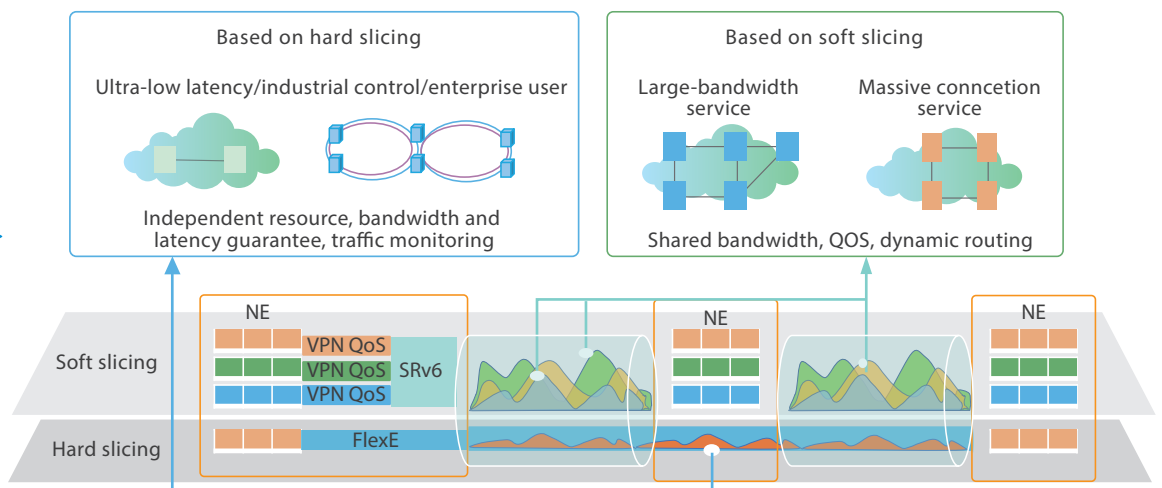 Based on hard slicing
Ultra-low latency/industrial control/enterprise user
Independent resource, bandwidth and
latency guarantee, traffic monitoring
Based on soft slicing
Large-bandwidth
service
Massive conncetion
service
Shared bandwidth, QOS, dynamic routing
NE
NE
NE
Soft slicing
VPN QoS
VPN QoS
VPN QoS
SRv6
Hard slicing
FlexE